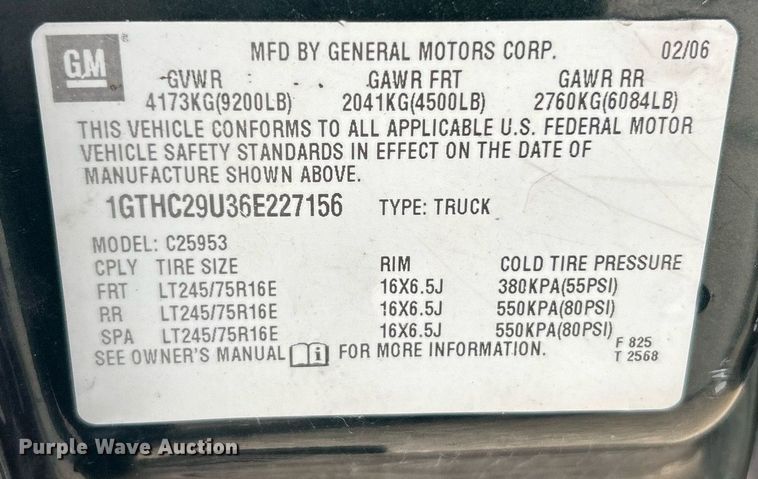 GM
®
MFD BY GENERAL MOTORS CORP. 02/06
GVWR GAWR FRT GAWR RR
4173KG(9200LB) 2041KG(4500LB) 2760KG(6084LB)
THIS VEHICLE CONFORMS TO ALL APPLICABLE U.S. FEDERAL MOTOR
VEHICLE SAFETY STANDARDS IN EFFECT ON THE DATE OF
MANUFACTURE SHOWN ABOVE.
1GTHC29U36E227156 TYPE: TRUCK
MODEL: C25953
CPLY TIRE SIZE RIM COLD TIRE PRESSURE
FRT LT245/75R16E 16X6.5J 380KPA(55PSI)
RR LT245/75R16E 16X6.5J 550KPA(80PSI)
SPA LT245/75R16E 16X6.5J 550KPA(80PSI)
SEE OWNER'S MANUAL i FOR MORE INFORMATION.
F 825
T 2568
Purple Wave Auction